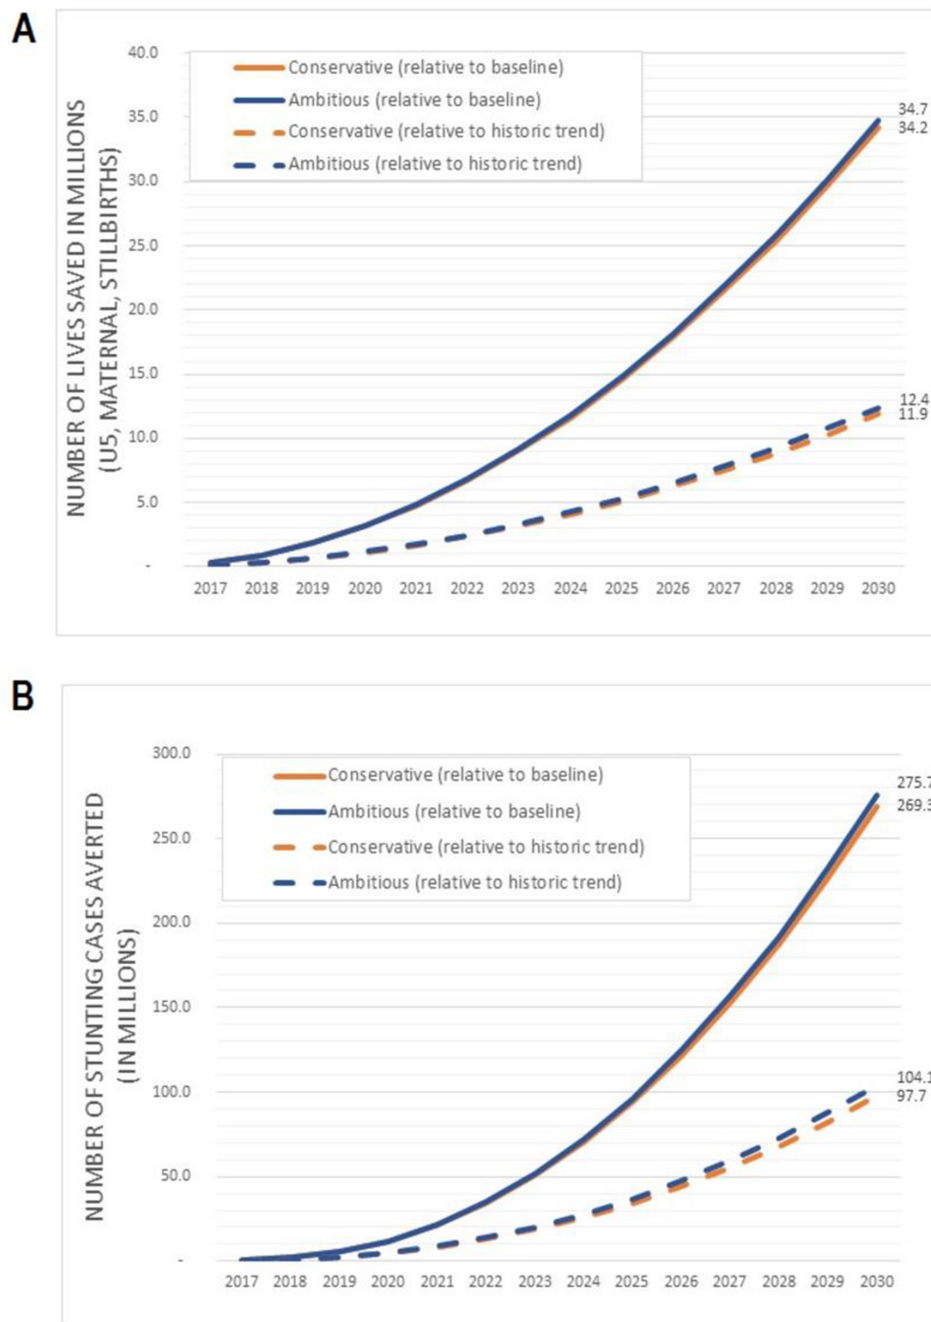 A
NUMBER OF LIVES SAVED IN MILLIONS
(U5, MATERNAL, STILLBIRTHS)
40.0
35.0
30.0
25.0
20.0
15.0
10.0
5.0
-
Conservative (relative to baseline)
Ambitious (relative to baseline)
Conservative (relative to historic trend)
Ambitious (relative to historic trend)
34.7
34.2
12.4
11.9
2017 2018 2019 2020 2021 2022 2023 2024 2025 2026 2027 2028 2029 2030
B
NUMBER OF STUNTING CASES AVERTED
(IN MILLIONS)
300.0
250.0
200.0
150.0
100.0
50.0
-
Conservative (relative to baseline)
Ambitious (relative to baseline)
Conservative (relative to historic trend)
Ambitious (relative to historic trend)
275.7
269.3
104.1
97.7
2017 2018 2019 2020 2021 2022 2023 2024 2025 2026 2027 2028 2029 2030